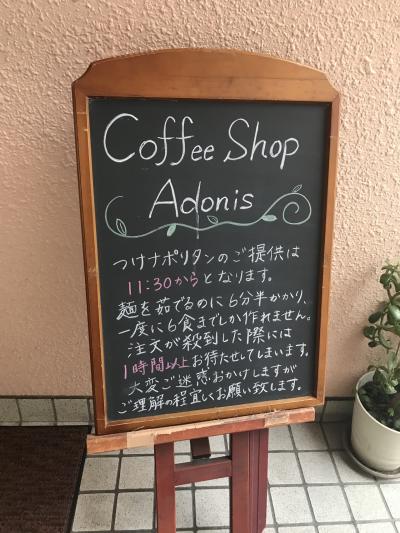 Coffee Shop
Adonis
つけナポリタンのご提供は
11:30からとなります。
麺を茹でるのに6分半かかり、
一度に6食までしか作れません。
注文が殺到した際には
1時間以上お待たせしてしまいます。
大変ご迷惑おかけしますが
ご理解の程宜しくお願い致します。